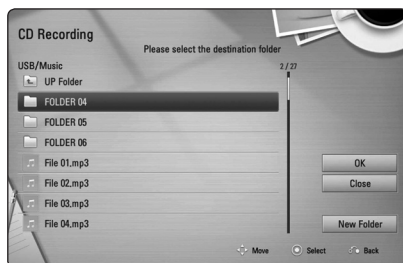 CD Recording
Please select the destination folder
USB/Music
2 / 27
UP Folder
FOLDER 04
FOLDER 05
FOLDER 06
File 01.mp3
File 02.mp3
File 03.mp3
File 04.mp3
OK
Close
New Folder
Move Select Back